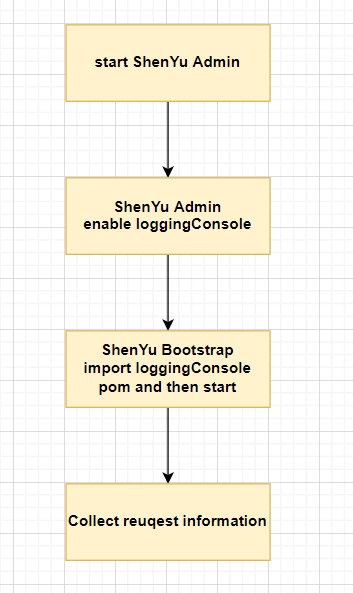 start ShenYu Admin
ShenYu Admin
enable loggingConsole
ShenYu Bootstrap
import loggingConsole
pom and then start
Collect reuqest information